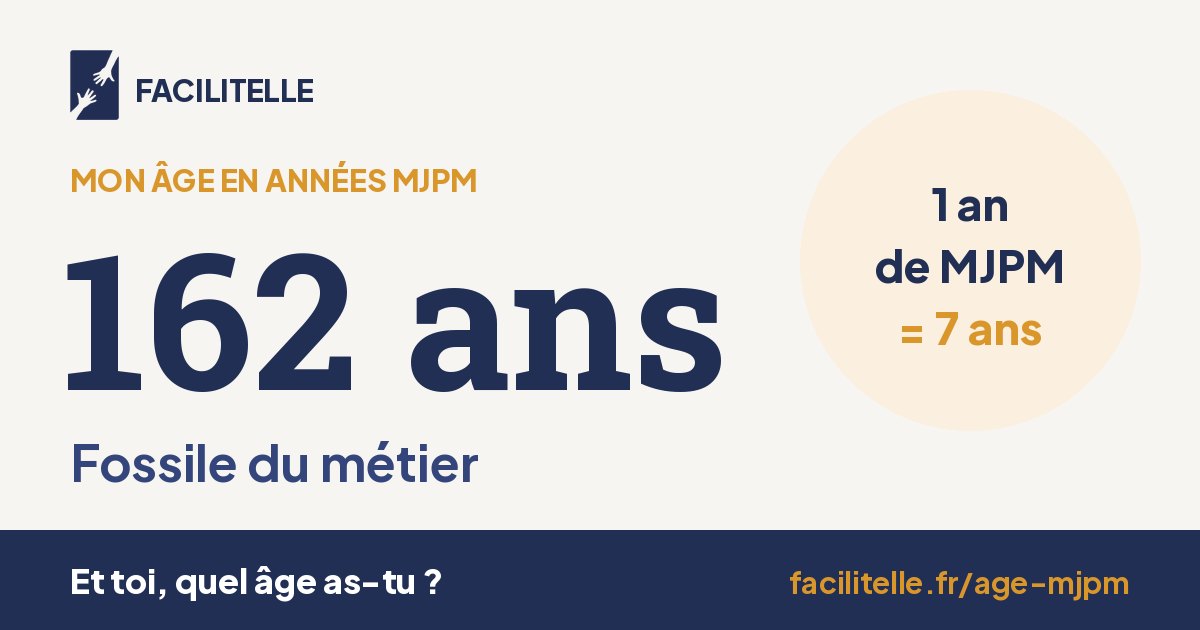 FACILITELLE
MON ÂGE EN ANNÉES MJPM
162 ans
Fossile du métier
1 an
de MJPM
= 7 ans
Et toi, quel âge as-tu ?
facilitelle.fr/age-mjpm